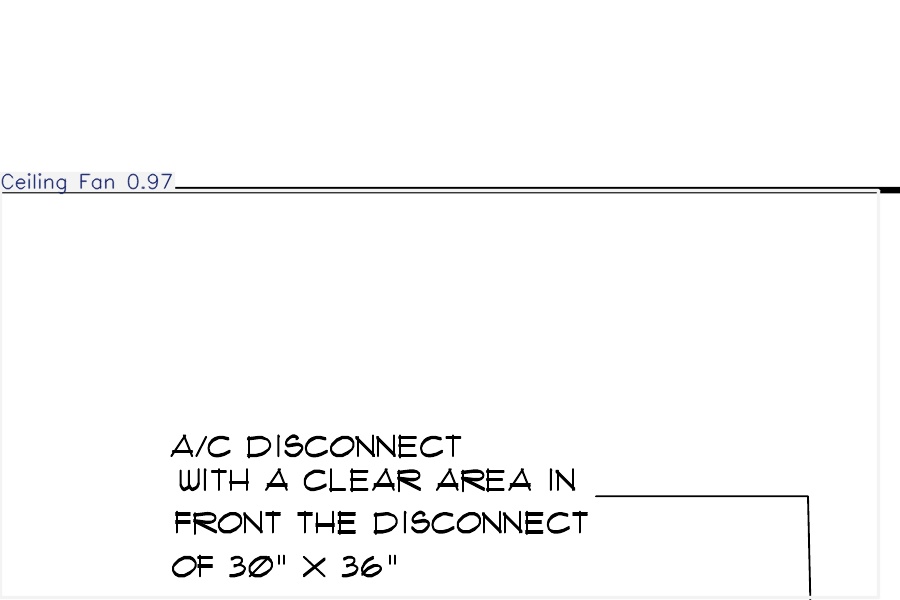 Ceiling Fan 0.97
A/C DISCONNECT
WITH A CLEAR AREA IN
FRONT THE DISCONNECT
OF 30" X 36"